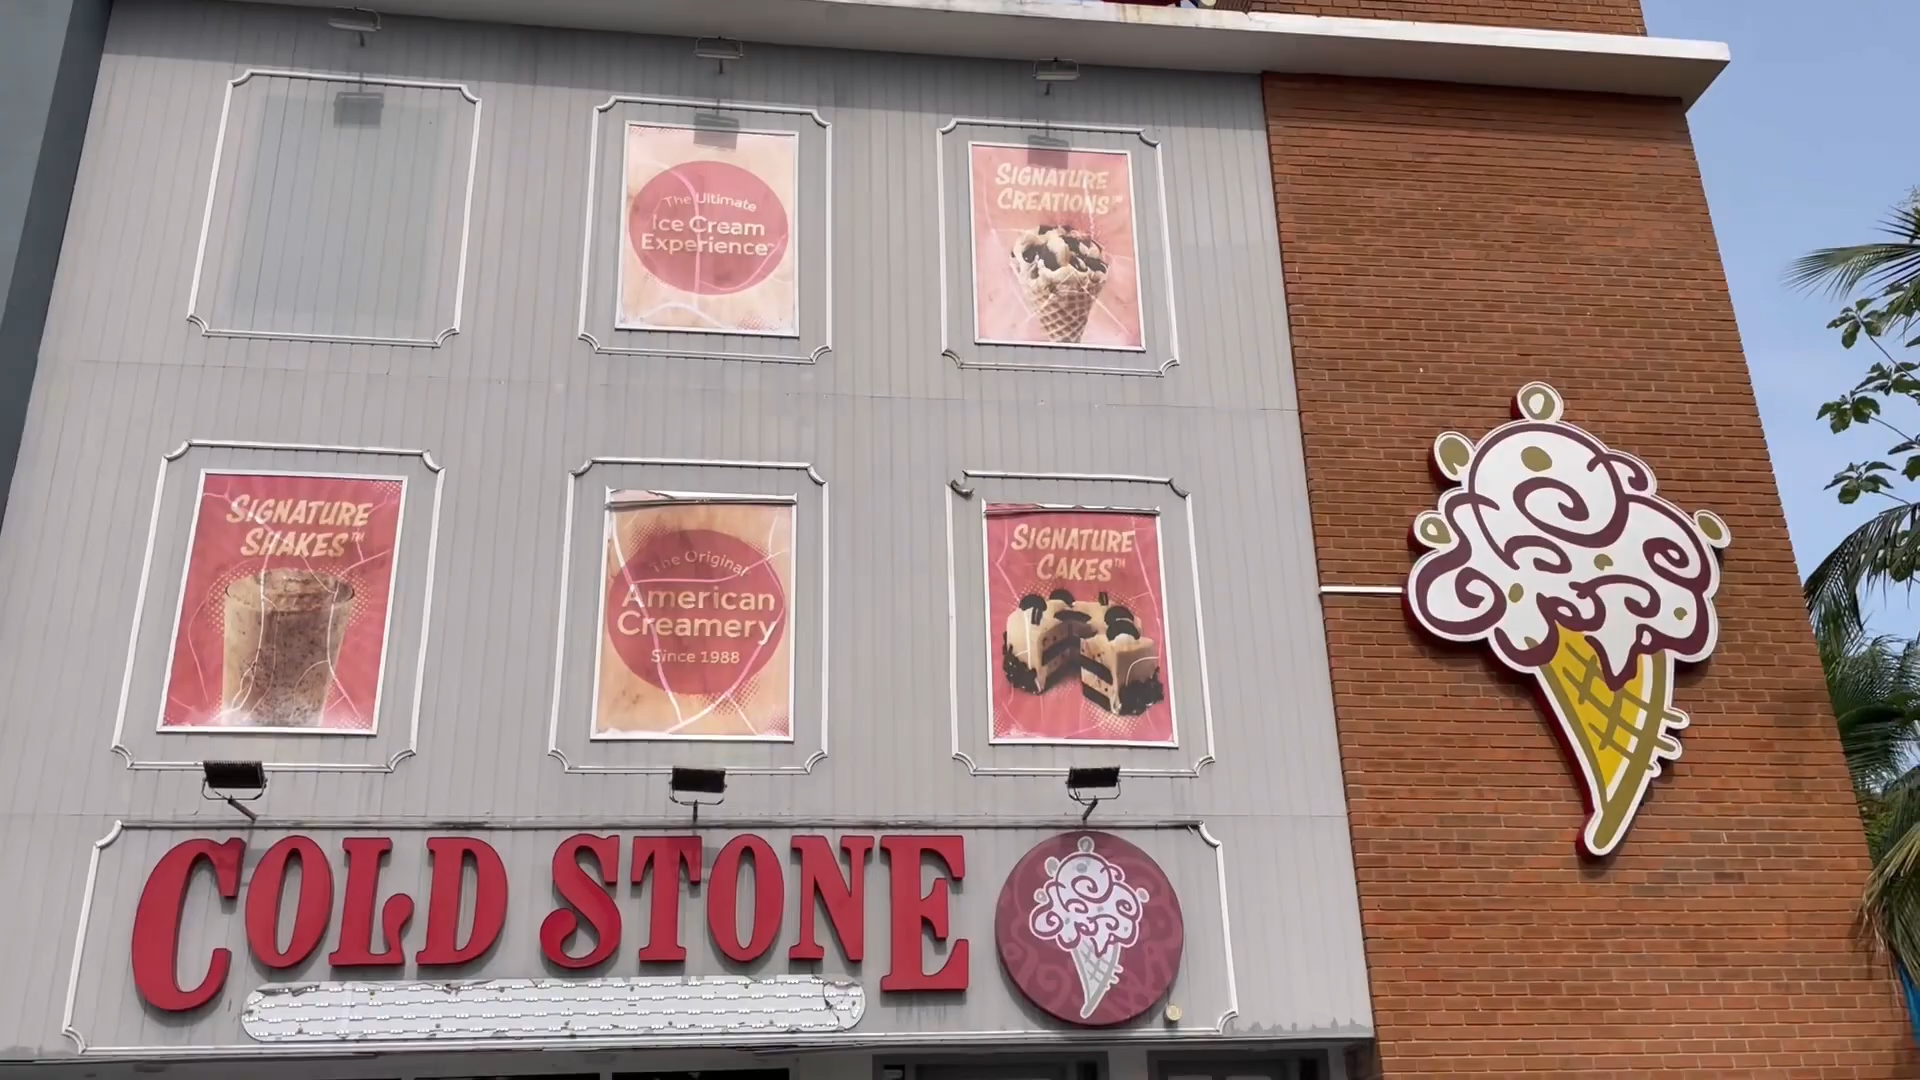 The Ultimate
Ice Cream
Experience
SIGNATURE
CREATIONS™
SIGNATURE
SHAKES™
The Original
American
Creamery
Since 1988
SIGNATURE
CAKES™
COLD STONE